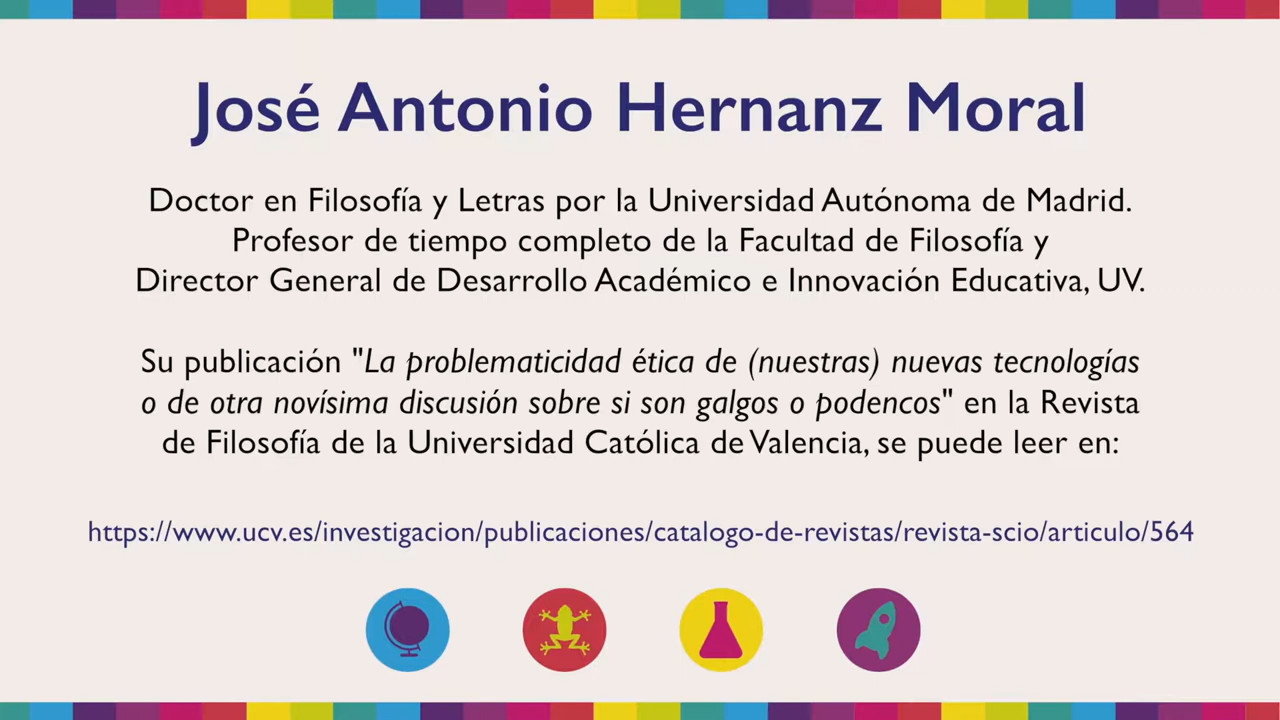 José Antonio Hernanz Moral
Doctor en Filosofía y Letras por la Universidad Autónoma de Madrid.
Profesor de tiempo completo de la Facultad de Filosofía y
Director General de Desarrollo Académico e Innovación Educativa, UV.
Su publicación "La problematicidad ética de (nuestras) nuevas tecnologías
o de otra novísima discusión sobre si son galgos o podencos" en la Revista
de Filosofía de la Universidad Católica de Valencia, se puede leer en:
https://www.ucv.es/investigacion/publicaciones/catalogo-de-revistas/revista-scio/articulo/564